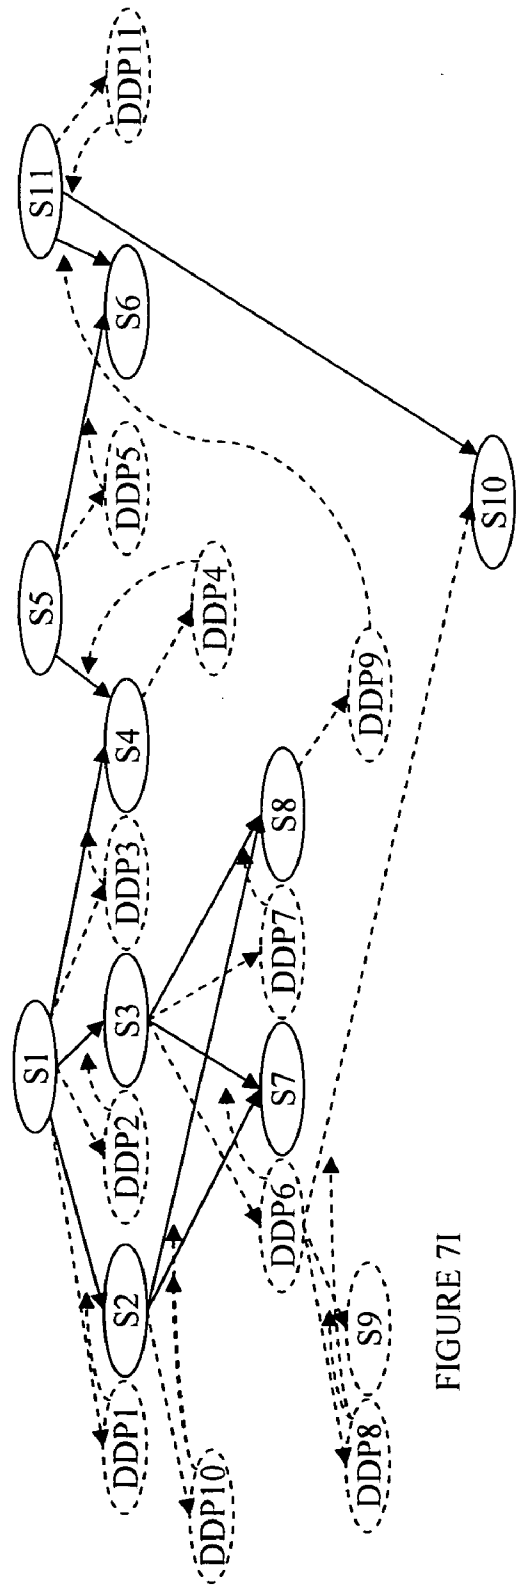 S1
S5
S11
DDP1
S2
DDP2
S3
DDP3
S4
DDP5
S6
DDP11
DDP10
DDP4
DDP6
S7
DDP7
S8
DDP8
S9
DDP9
S10
FIGURE 7I